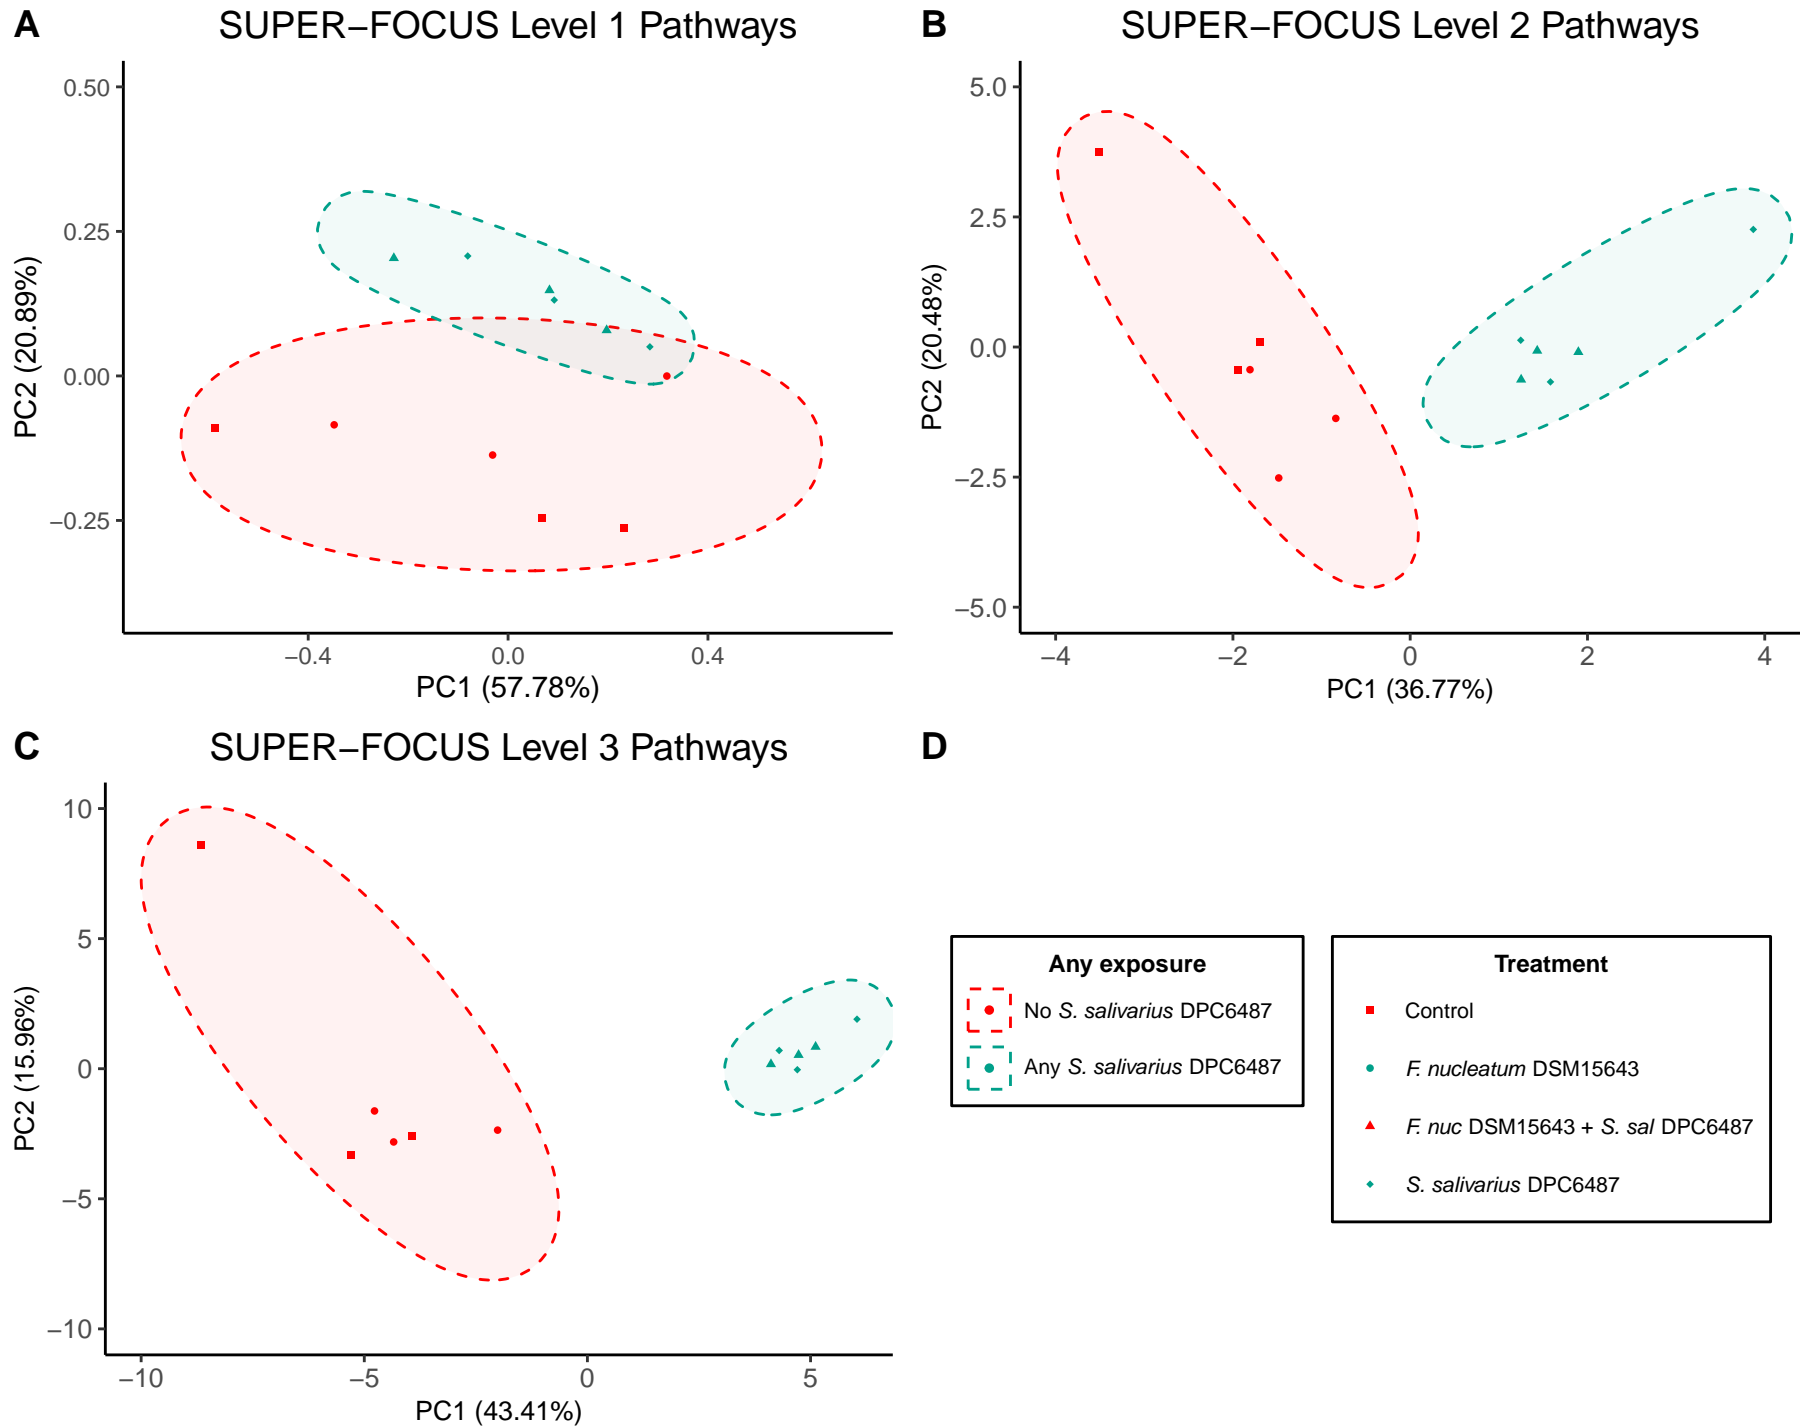 A
SUPER−FOCUS Level 1 Pathways
0.50
0.25
0.00
−0.25
PC2 (20.89%)
−0.4
0.0
0.4
PC1 (57.78%)
B
SUPER−FOCUS Level 2 Pathways
5.0
2.5
0.0
−2.5
−5.0
PC2 (20.48%)
−4
−2
0
2
4
PC1 (36.77%)
C
SUPER−FOCUS Level 3 Pathways
10
5
0
−5
−10
PC2 (15.96%)
−10
−5
0
5
PC1 (43.41%)
D
Any exposure
No S. salivarius DPC6487
Any S. salivarius DPC6487
Treatment
Control
F. nucleatum DSM15643
F. nuc DSM15643 + S. sal DPC6487
S. salivarius DPC6487